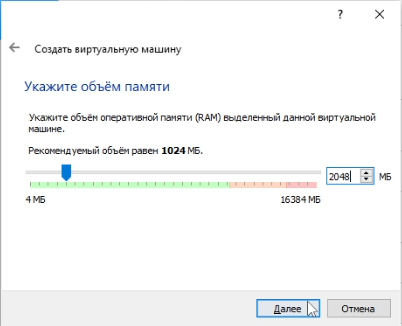 ?
Создать виртуальную машину
Укажите объём памяти
Укажите объём оперативной памяти (RAM) выделенный данной виртуальной
машине.
Рекомендуемый объём равен 1024 МБ.
2048 МБ
4 МБ 16384 МБ
Далее Отмена